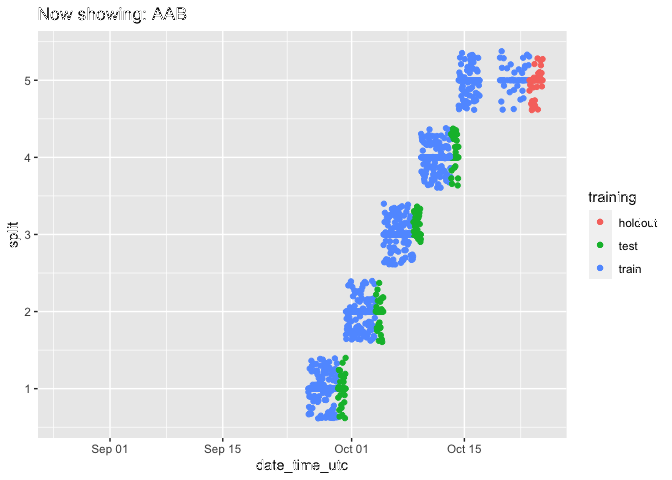 Now showing: AAB
5
4
3
2
1
split
Sep 01
Sep 15
Oct 01
Oct 15
date_time_utc
training
holdout
test
train